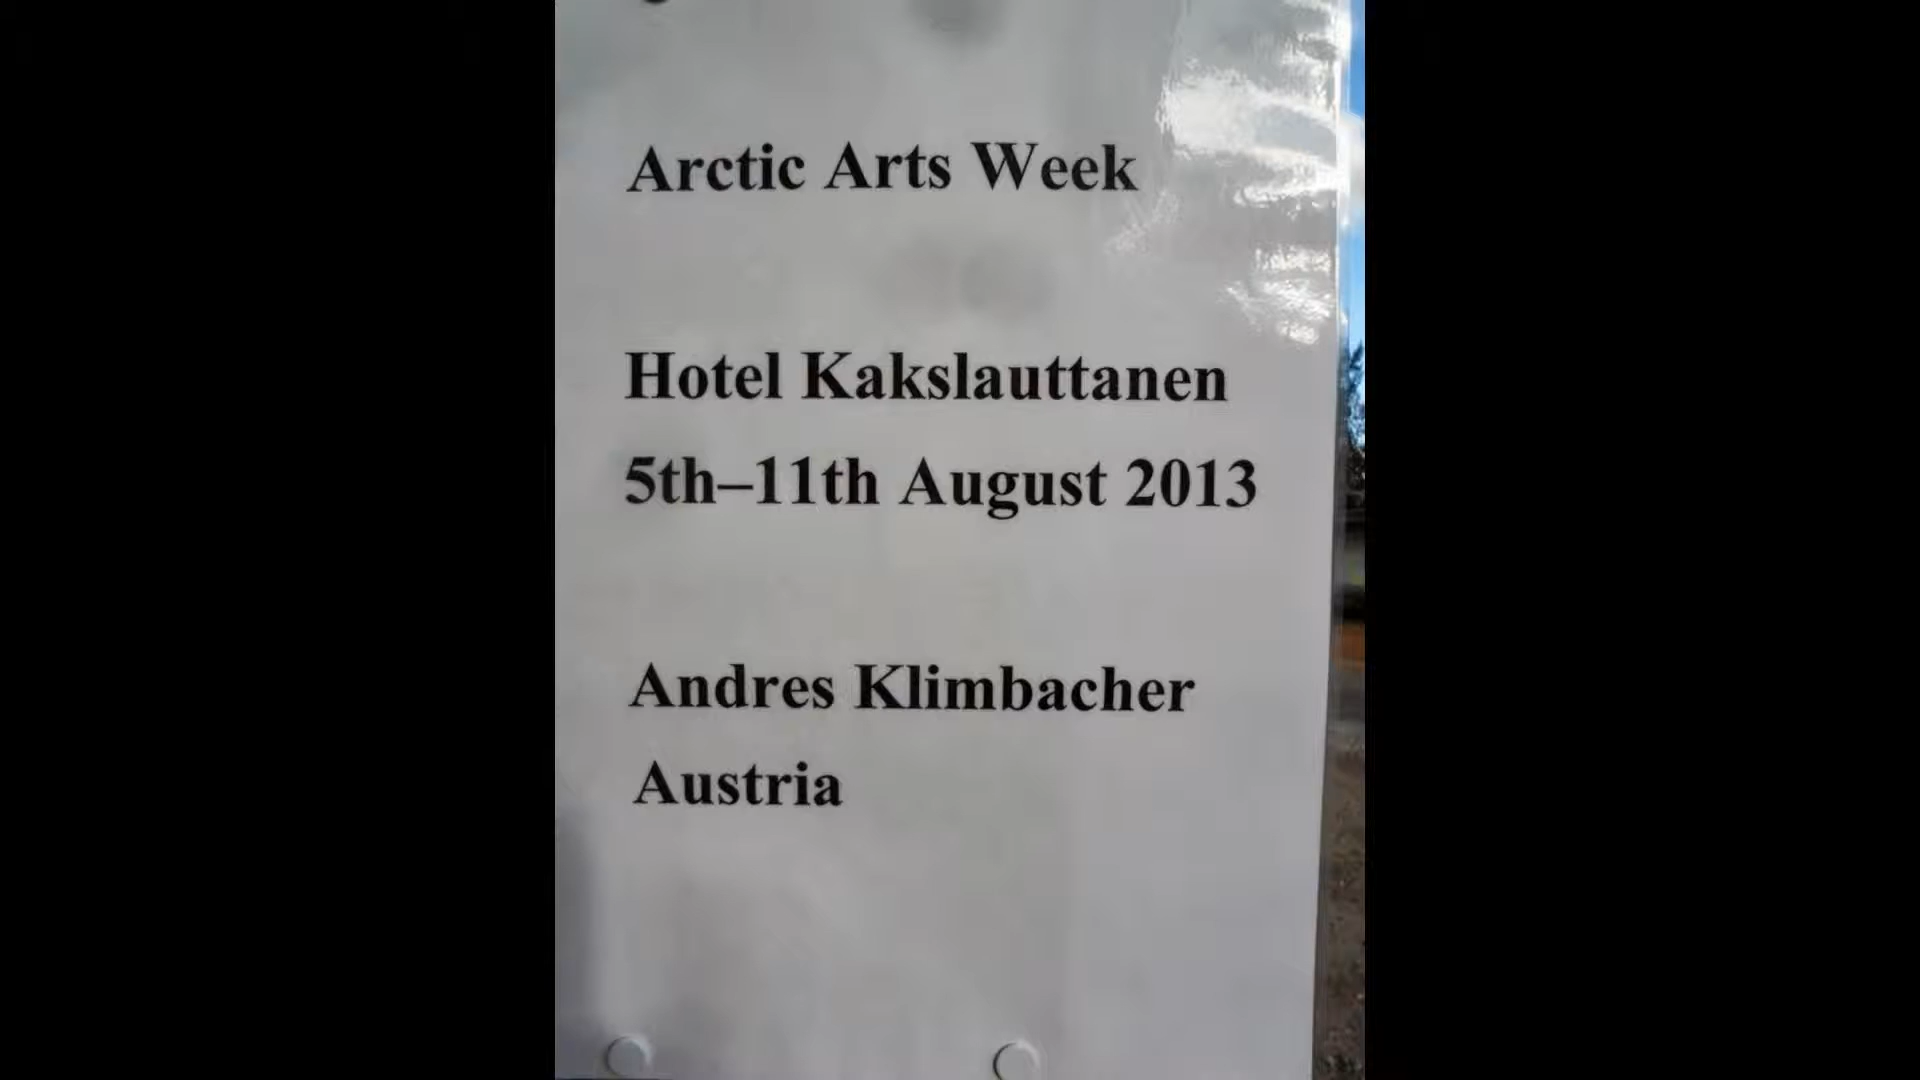 Arctic Arts Week
Hotel Kakslauttanen
5th–11th August 2013
Andres Klimbacher
Austria